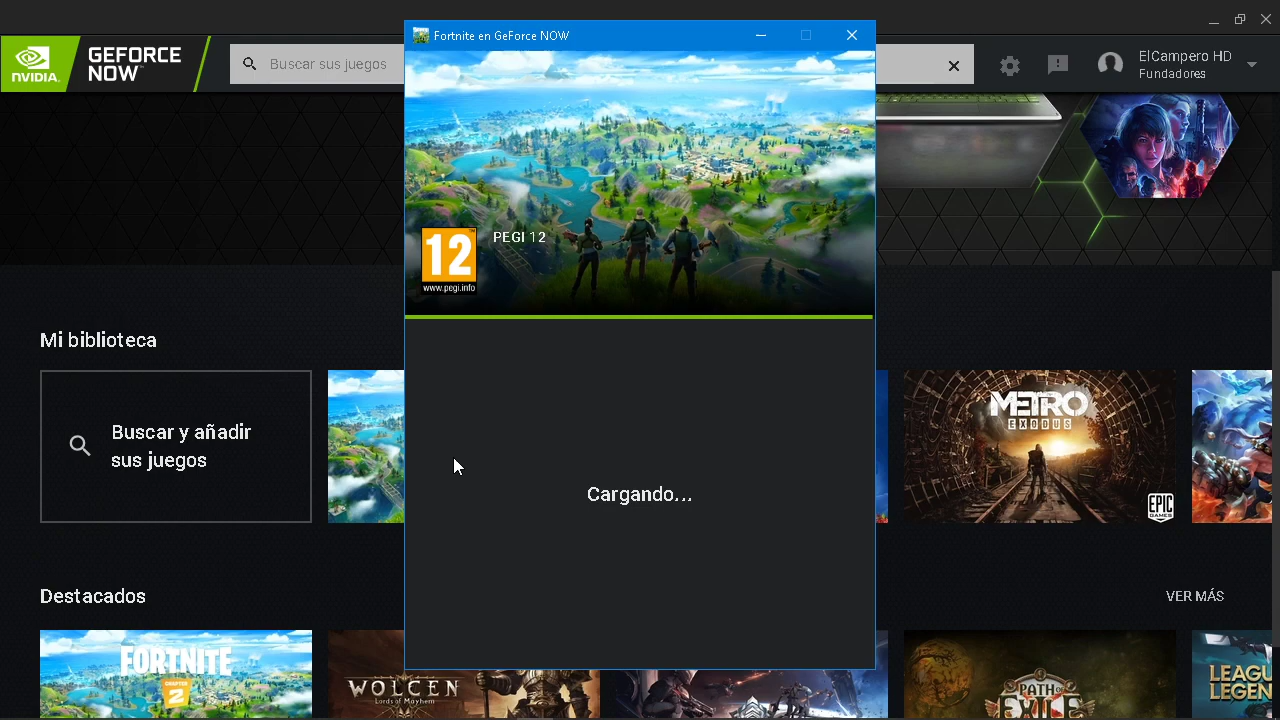 Fortnite en GeForce NOW
NVIDIA.
GEFORCE
NOW
Buscar sus juegos
ElCampero HD
Fundadores
12
www.pegi.info
PEGI 12
Mi biblioteca
Buscar y añadir
sus juegos
Cargando...
METRO
EXODUS
EPIC
GAMES
Destacados
VER MÁS
FORTNITE
CHAPTER
2
WOLCEN
Lords of Mayhem
PATH OF
EXILE
LEAGU
LEGEN